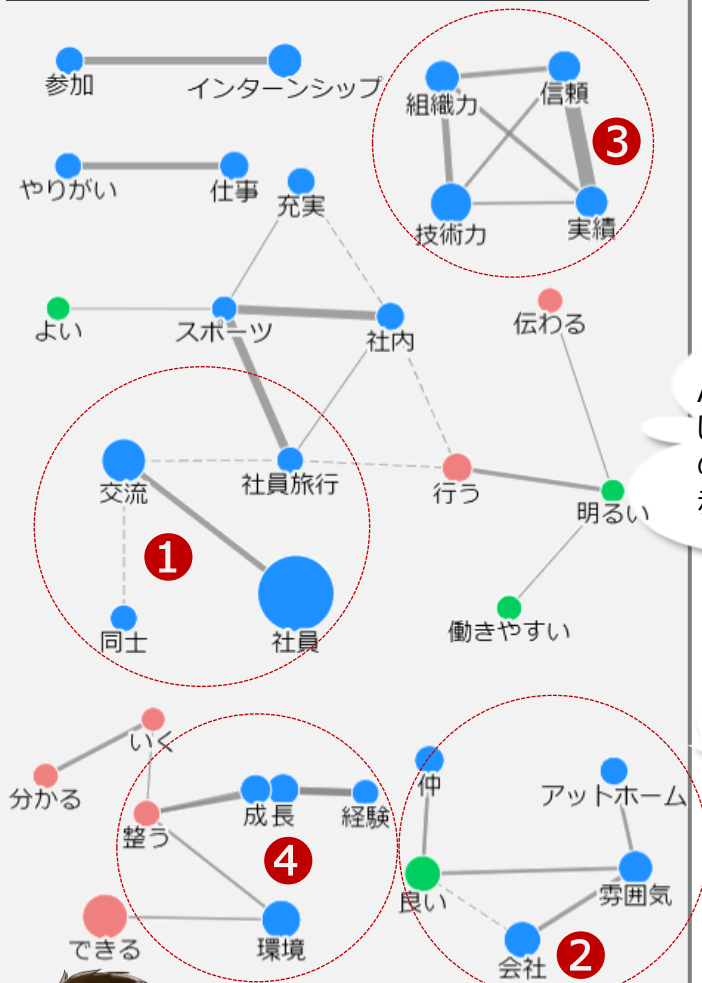 参加
インターンシップ
組織力
信頼
❸
やりがい
仕事
充実
技術力
実績
よい
スポーツ
社内
伝わる
交流
社員旅行
行う
明るい
❶
同士
社員
働きやすい
いく
分かる
仲
アットホーム
整う
成長
経験
❹
良い
雰囲気
できる
環境
会社
❷